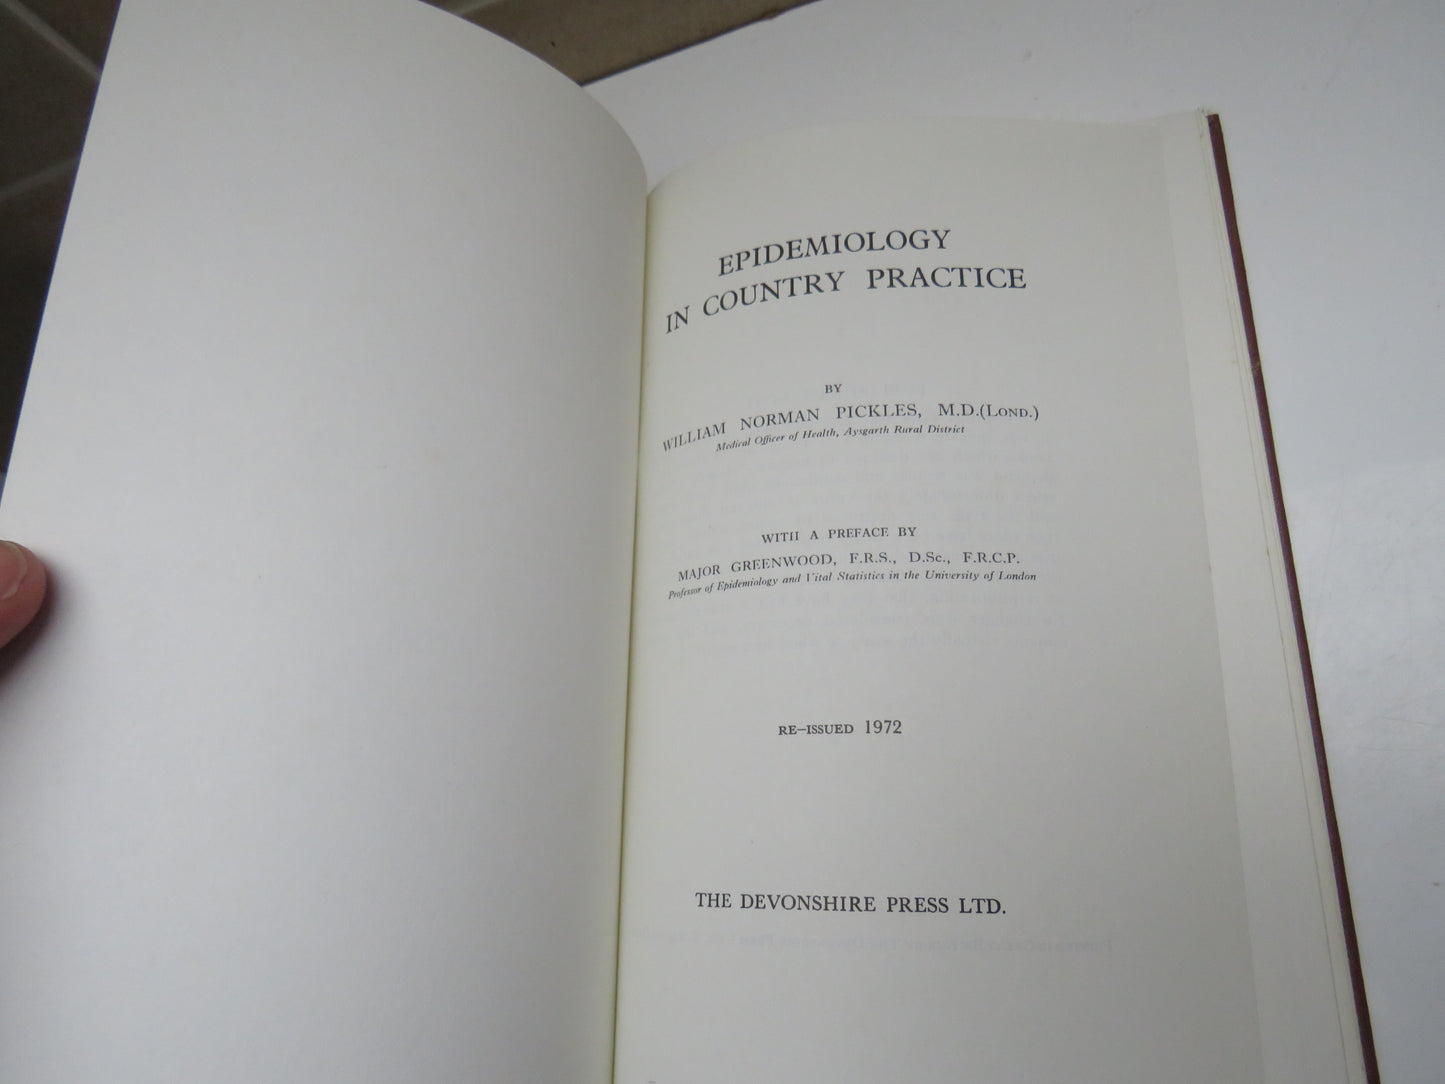 EPIDEMIOLOGY
IN COUNTRY PRACTICE
BY
WILLIAM NORMAN PICKLES, M.D.(LOND.)
Medical Officer of Health, Aysgarth Rural District
WITH A PREFACE BY
MAJOR GREENWOOD, F.R.S., D.Sc., F.R.C.P.
Professor of Epidemiology and Vital Statistics in the University of London
RE-ISSUED 1972
THE DEVONSHIRE PRESS LTD.